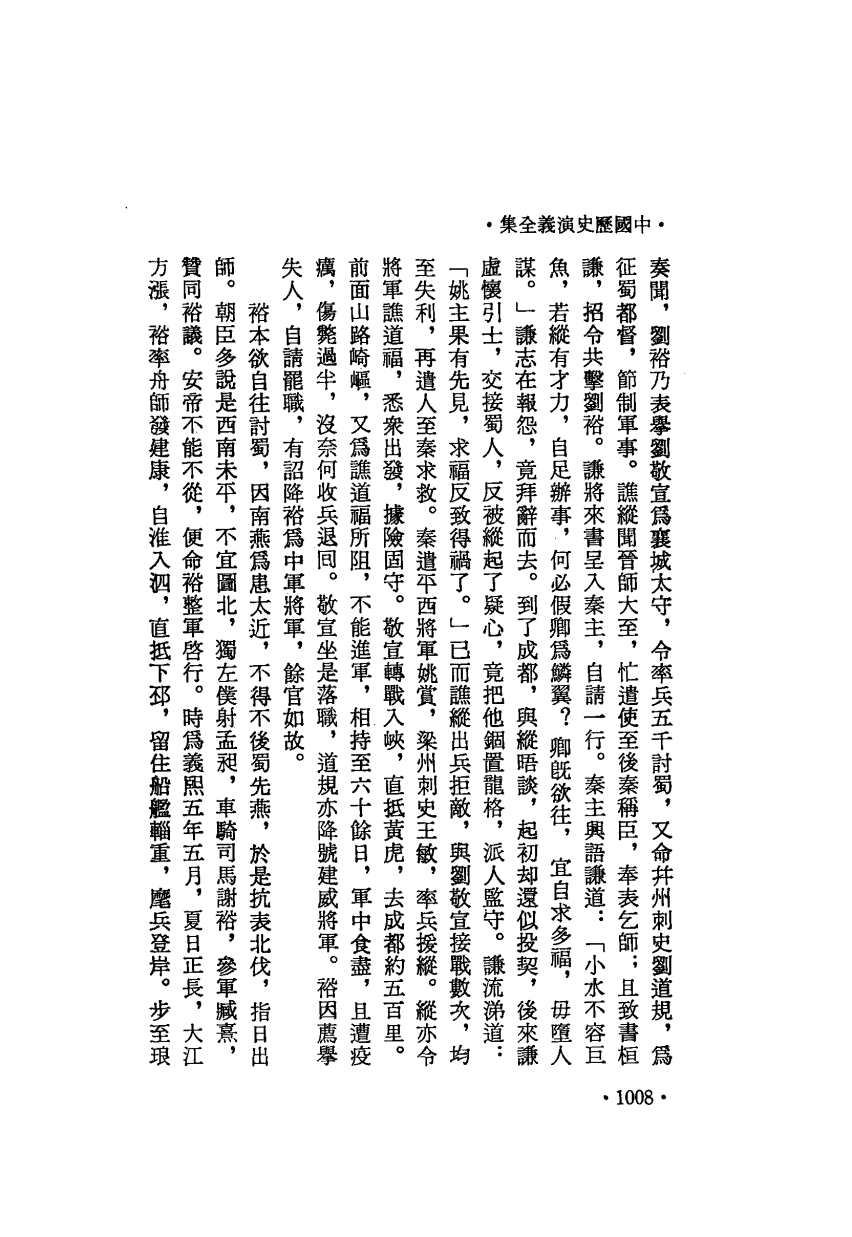 •中國歷史演義全集•
奏聞，劉裕乃表舉劉敬宣爲襄城太守，令率兵五千討蜀，又命幷州刺史劉道規，爲
征蜀都督，節制軍事。譙縱聞晉師大至，忙遣使至後秦稱臣，奉表乞師；且致書桓
謙，招令共擊劉裕。謙將來書呈入秦主，自請一行。秦主興語謙道：「小水不容巨
魚，若縱有才力，自足辦事，何必假卿爲鱗翼？卿旣欲往，宜自求多福，毋墮人
謀。」謙志在報怨，竟拜辭而去。到了成都，與縱晤談，起初却還似投契，後來謙
虛懷引士，交接蜀人，反被縱起了疑心，竟把他錮置龍格，派人監守。謙流涕道：
「姚主果有先見，求福反致得禍了。」已而譙縱出兵拒敵，與劉敬宣接戰數次，均
至失利，再遣人至秦求救。秦遣平西將軍姚賞，梁州刺史王敏，率兵援縱。縱亦令
將軍譙道福，悉衆出發，據險固守。敬宣轉戰入峽，直抵黃虎，去成都約五百里。
前面山路崎嶇，又爲譙道福所阻，不能進軍，相持至六十餘日，軍中食盡，且遭疫
癘，傷斃過半，沒奈何收兵退囘。敬宣坐是落職，道規亦降號建威將軍。裕因薦舉
失人，自請罷職，有詔降裕爲中軍將軍，餘官如故。
裕本欲自往討蜀，因南燕爲患太近，不得不後蜀先燕，於是抗表北伐，指日出
師。朝臣多說是西南未平，不宜圖北，獨左僕射孟昶，車騎司馬謝裕，參軍臧熹，
贊同裕議。安帝不能不從，便命裕整軍啓行。時爲義熙五年五月，夏日正長，大江
方漲，裕率舟師發建康，自淮入泗，直抵下邳，留住船艦輜重，麾兵登岸。步至琅
•1008•